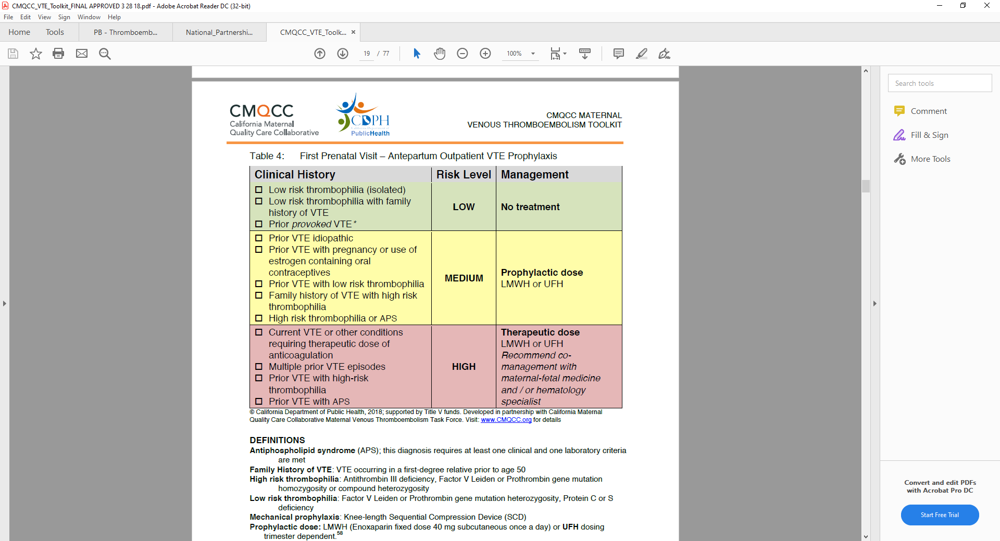 CMQCC_VTE_Toolkit_FINAL APPROVED 3 28 18.pdf - Adobe Acrobat Reader DC (32-bit)
File Edit View Sign Window Help
Home Tools PB - Thromboemb... National_Partnershi... CMQCC_VTE_Toolk... ×
19 / 77 100%
Search tools
Comment
Fill & Sign
More Tools
Convert and edit PDFs
with Acrobat Pro DC
Start Free Trial
CMQCC
California Maternal
Quality Care Collaborative
CDPH
California Department of
PublicHealth
CMQCC MATERNAL
VENOUS THROMBOEMBOLISM TOOLKIT
Table 4: First Prenatal Visit – Antepartum Outpatient VTE Prophylaxis
Clinical History Risk Level Management
Low risk thrombophilia (isolated)
Low risk thrombophilia with family
history of VTE
Prior provoked VTE*
LOW
No treatment
Prior VTE idiopathic
Prior VTE with pregnancy or use of
estrogen containing oral
contraceptives
Prior VTE with low risk thrombophilia
Family history of VTE with high risk
thrombophilia
High risk thrombophilia or APS
MEDIUM
Prophylactic dose
LMWH or UFH
Current VTE or other conditions
requiring therapeutic dose of
anticoagulation
Multiple prior VTE episodes
Prior VTE with high-risk
thrombophilia
Prior VTE with APS
HIGH
Therapeutic dose
LMWH or UFH
Recommend co-
management with
maternal-fetal medicine
and / or hematology
specialist
© California Department of Public Health, 2018; supported by Title V funds. Developed in partnership with California Maternal
Quality Care Collaborative Maternal Venous Thromboembolism Task Force. Visit: www.CMQCC.org for details
DEFINITIONS
Antiphospholipid syndrome (APS); this diagnosis requires at least one clinical and one laboratory criteria
are met
Family History of VTE: VTE occurring in a first-degree relative prior to age 50
High risk thrombophilia: Antithrombin III deficiency, Factor V Leiden or Prothrombin gene mutation
homozygosity or compound heterozygosity
Low risk thrombophilia: Factor V Leiden or Prothrombin gene mutation heterozygosity, Protein C or S
deficiency
Mechanical prophylaxis: Knee-length Sequential Compression Device (SCD)
Prophylactic dose: LMWH (Enoxaparin fixed dose 40 mg subcutaneous once a day) or UFH dosing
trimester dependent.58